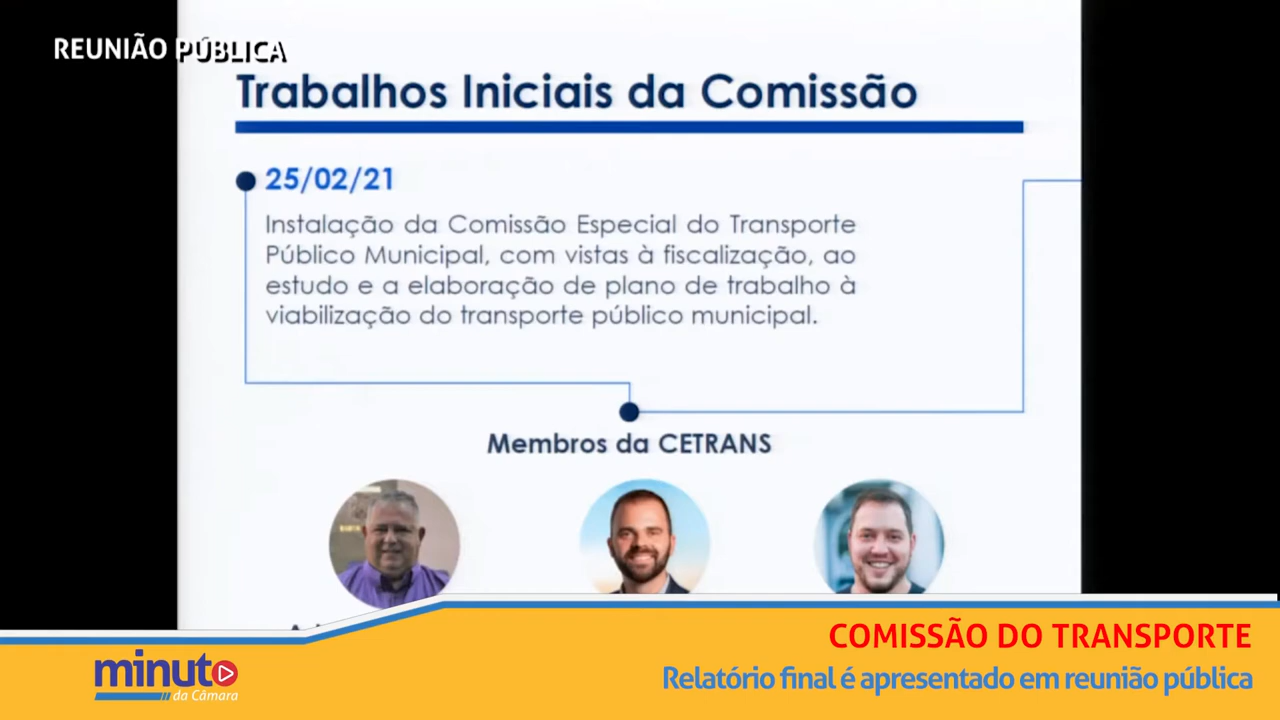 REUNIÃO PÚBLICA
Trabalhos Iniciais da Comissão
25/02/21
Instalação da Comissão Especial do Transporte
Público Municipal, com vistas à fiscalização, ao
estudo e a elaboração de plano de trabalho à
viabilização do transporte público municipal.
Membros da CETRANS
COMISSÃO DO TRANSPORTE
Relatório final é apresentado em reunião pública
minuto
da Câmara